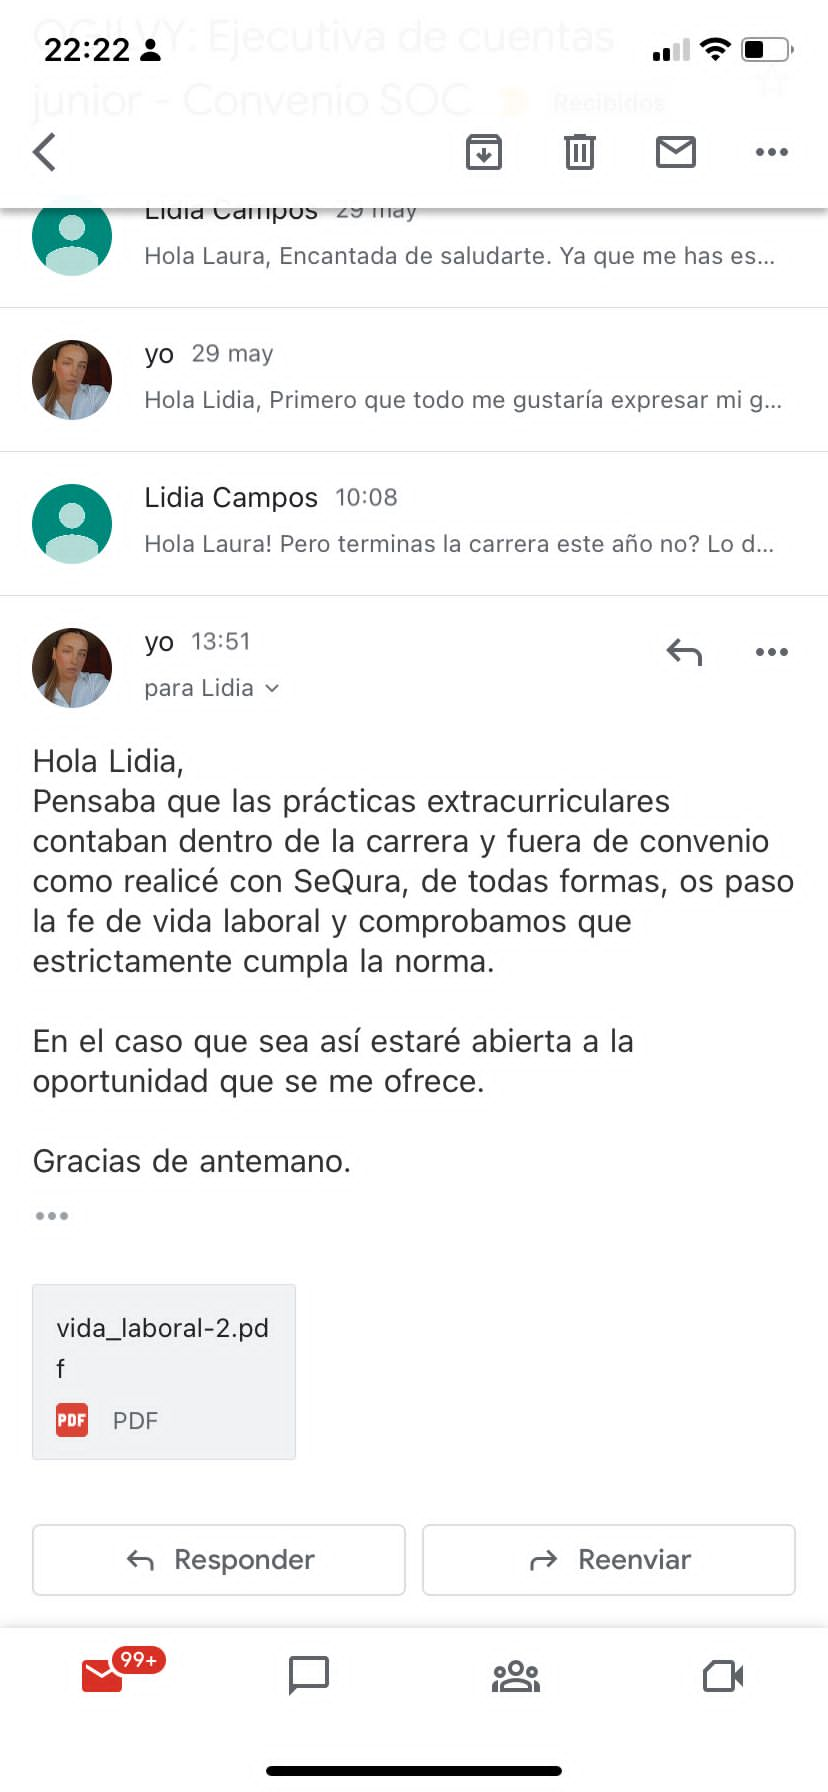 OGILVY: Ejecutiva de cuentas
22:22
junior - Convenio SOC
Recibidos
Lidia Campos 29 may
Hola Laura, Encantada de saludarte. Ya que me has es...
yo 29 may
Hola Lidia, Primero que todo me gustaría expresar mi g...
Lidia Campos 10:08
Hola Laura! Pero terminas la carrera este año no? Lo d...
yo 13:51
para Lidia
Hola Lidia,
Pensaba que las prácticas extracurriculares
contaban dentro de la carrera y fuera de convenio
como realicé con SeQura, de todas formas, os paso
la fe de vida laboral y comprobamos que
estrictamente cumpla la norma.
En el caso que sea así estaré abierta a la
oportunidad que se me ofrece.
Gracias de antemano.
vida_laboral-2.pd
f
PDF PDF
Responder Reenviar
99+